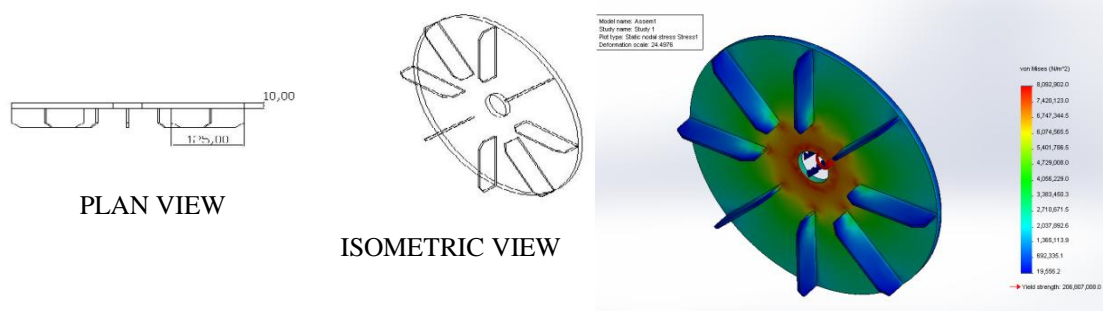 10,00
125,00
PLAN VIEW
ISOMETRIC VIEW
Model name: Assem1
Study name: Study 1
Plot type: Static nodal stress Stress1
Deformation scale: 24.4976
von Mises (N/m^2)
8,092,902.0
7,420,123.0
6,747,344.5
6,074,565.5
5,401,786.5
4,729,008.0
4,056,229.0
3,383,450.3
2,710,671.5
2,037,892.6
1,365,113.9
692,335.1
19,556.2
Yield strength: 206,807,000.0